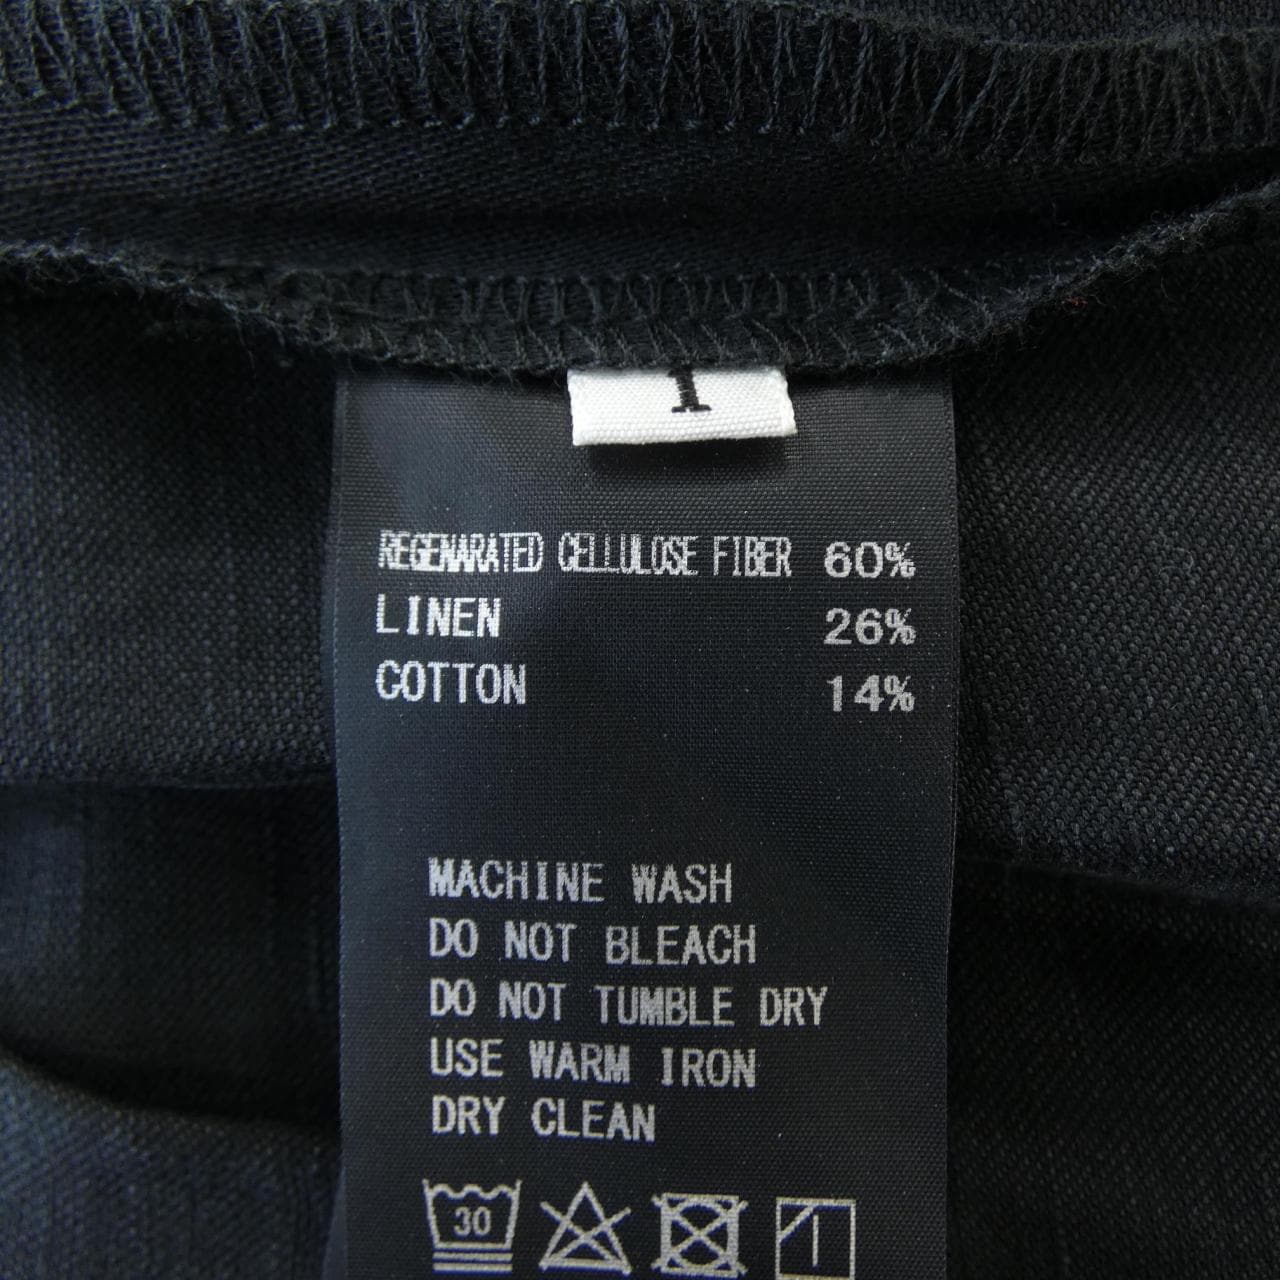 1
REGENARATED CELLULOSE FIBER 60%
LINEN 26%
COTTON 14%
MACHINE WASH
DO NOT BLEACH
DO NOT TUMBLE DRY
USE WARM IRON
DRY CLEAN
30